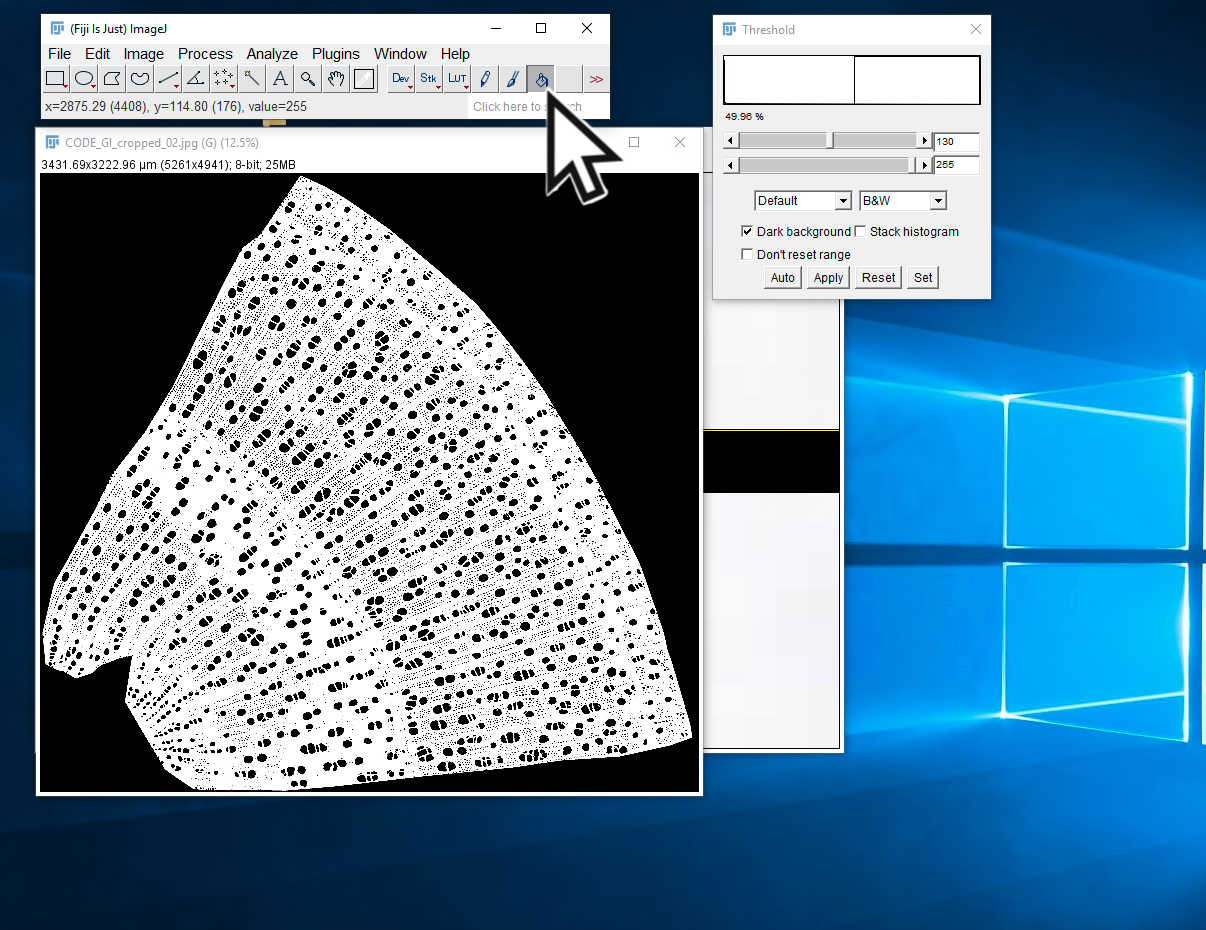 (Fiji Is Just) ImageJ
File Edit Image Process Analyze Plugins Window Help
A Dev Stk LUT >>
x=2875.29 (4408), y=114.80 (176), value=255
Click here to search
CODE_GI_cropped_02.jpg (G) (12.5%)
3431.69x3222.96 µm (5261x4941); 8-bit; 25MB
Threshold
49.96 %
130
255
Default B&W
Dark background Stack histogram
Don't reset range
Auto Apply Reset Set